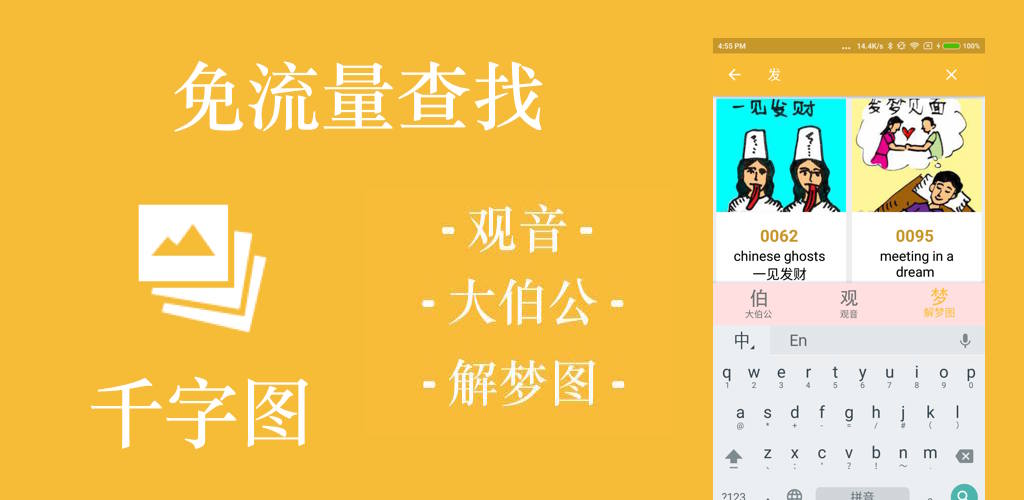 免流量查找
千字图
- 观音 -
- 大伯公 -
- 解梦图 -
4:55 PM
... 14.4K/s 100%
发
一见发财
发梦见面
0062
chinese ghosts
一见发财
0095
meeting in a
dream
伯
大伯公
观
观音
梦
解梦图
中 En
q w e r t y u i o p
1 2 3 4 5 6 7 8 9 0
a s d f g h j k l
@ * + - = / # ( )
z x c v b n m
、 : ? ! ~ .
?123 拼音